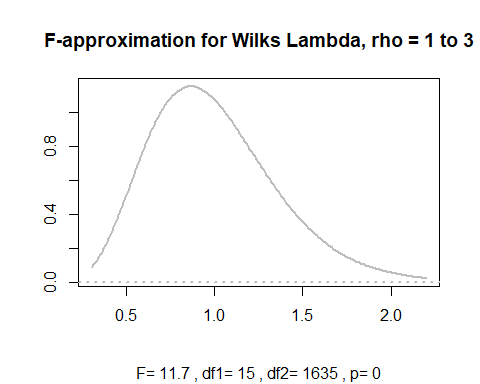 F-approximation for Wilks Lambda, rho = 1 to 3
0.8
0.4
0.0
0.5 1.0 1.5 2.0
F= 11.7 , df1= 15 , df2= 1635 , p= 0